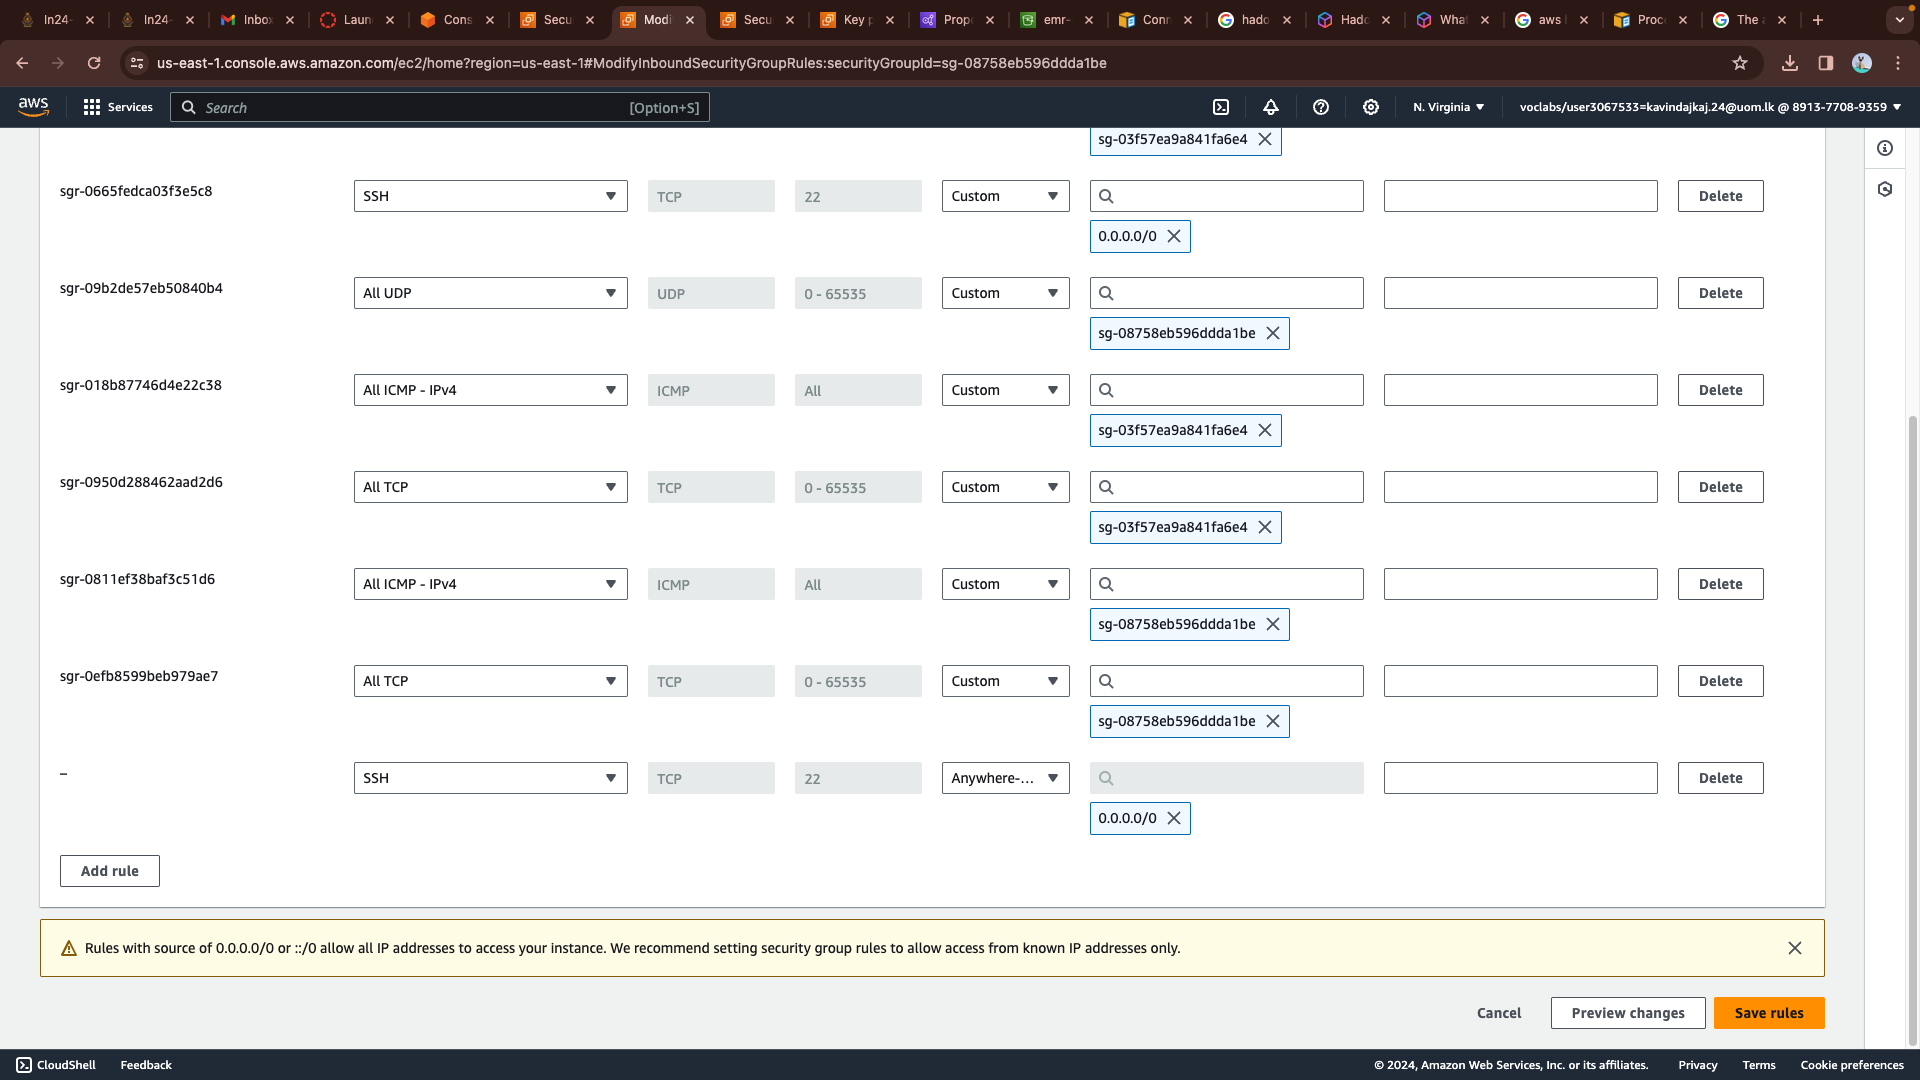 In24-
In24-
Inbox
Laun
Cons
Secu
Modi
Secu
Key p
Prope
emr-
Conn
hado
Hado
What
aws
Proce
The a
us-east-1.console.aws.amazon.com/ec2/home?region=us-east-1#ModifyInboundSecurityGroupRules:securityGroupId=sg-08758eb596ddda1be
aws Services Search [Option+S] N. Virginia voclabs/user3067533=kavindajkaj.24@uom.lk @ 8913-7708-9359
sg-03f57ea9a841fa6e4
sgr-0665fedca03f3e5c8 SSH TCP 22 Custom Delete
0.0.0.0/0
sgr-09b2de57eb50840b4 All UDP UDP 0 - 65535 Custom Delete
sg-08758eb596ddda1be
sgr-018b87746d4e22c38 All ICMP - IPv4 ICMP All Custom Delete
sg-03f57ea9a841fa6e4
sgr-0950d288462aad2d6 All TCP TCP 0 - 65535 Custom Delete
sg-03f57ea9a841fa6e4
sgr-0811ef38baf3c51d6 All ICMP - IPv4 ICMP All Custom Delete
sg-08758eb596ddda1be
sgr-0efb8599beb979ae7 All TCP TCP 0 - 65535 Custom Delete
sg-08758eb596ddda1be
– SSH TCP 22 Anywhere-... Delete
0.0.0.0/0
Add rule
Rules with source of 0.0.0.0/0 or ::/0 allow all IP addresses to access your instance. We recommend setting security group rules to allow access from known IP addresses only.
Cancel Preview changes Save rules
CloudShell Feedback © 2024, Amazon Web Services, Inc. or its affiliates. Privacy Terms Cookie preferences